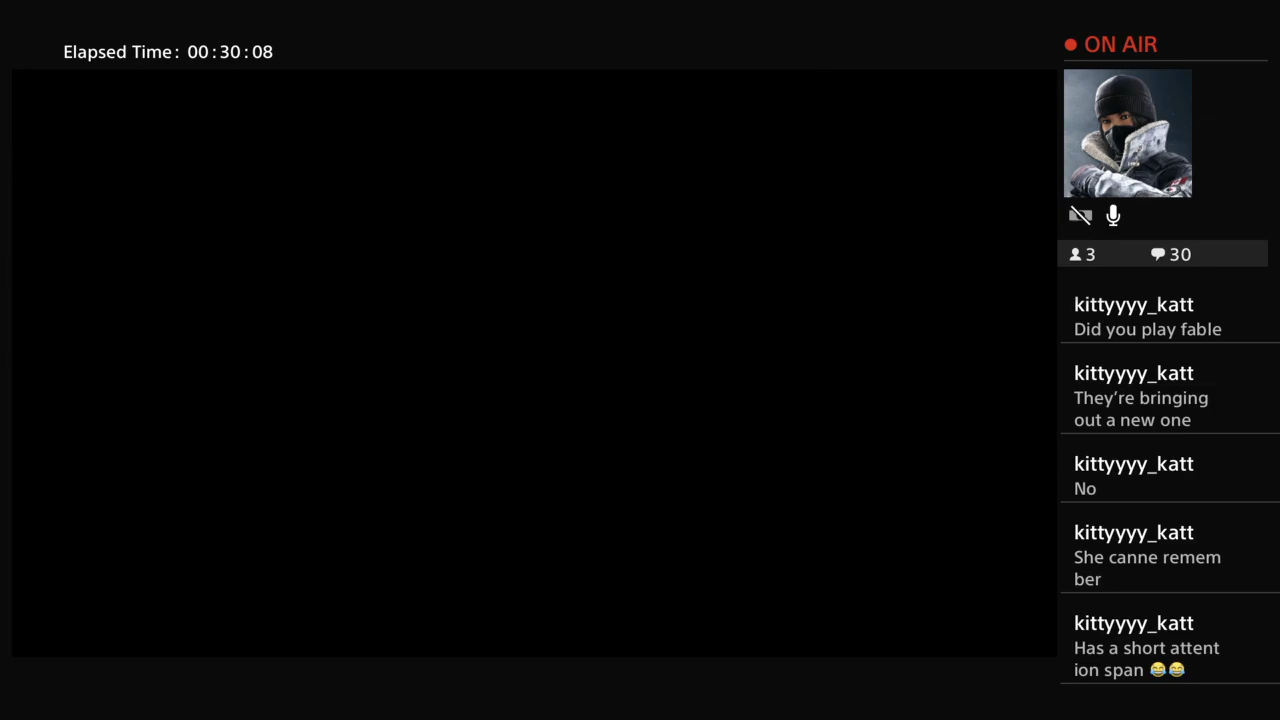 Elapsed Time: 00:30:08
ON AIR
3 30
kittyyyy_katt
Did you play fable
kittyyyy_katt
They’re bringing
out a new one
kittyyyy_katt
No
kittyyyy_katt
She canne remem
ber
kittyyyy_katt
Has a short attent
ion span 😂😂